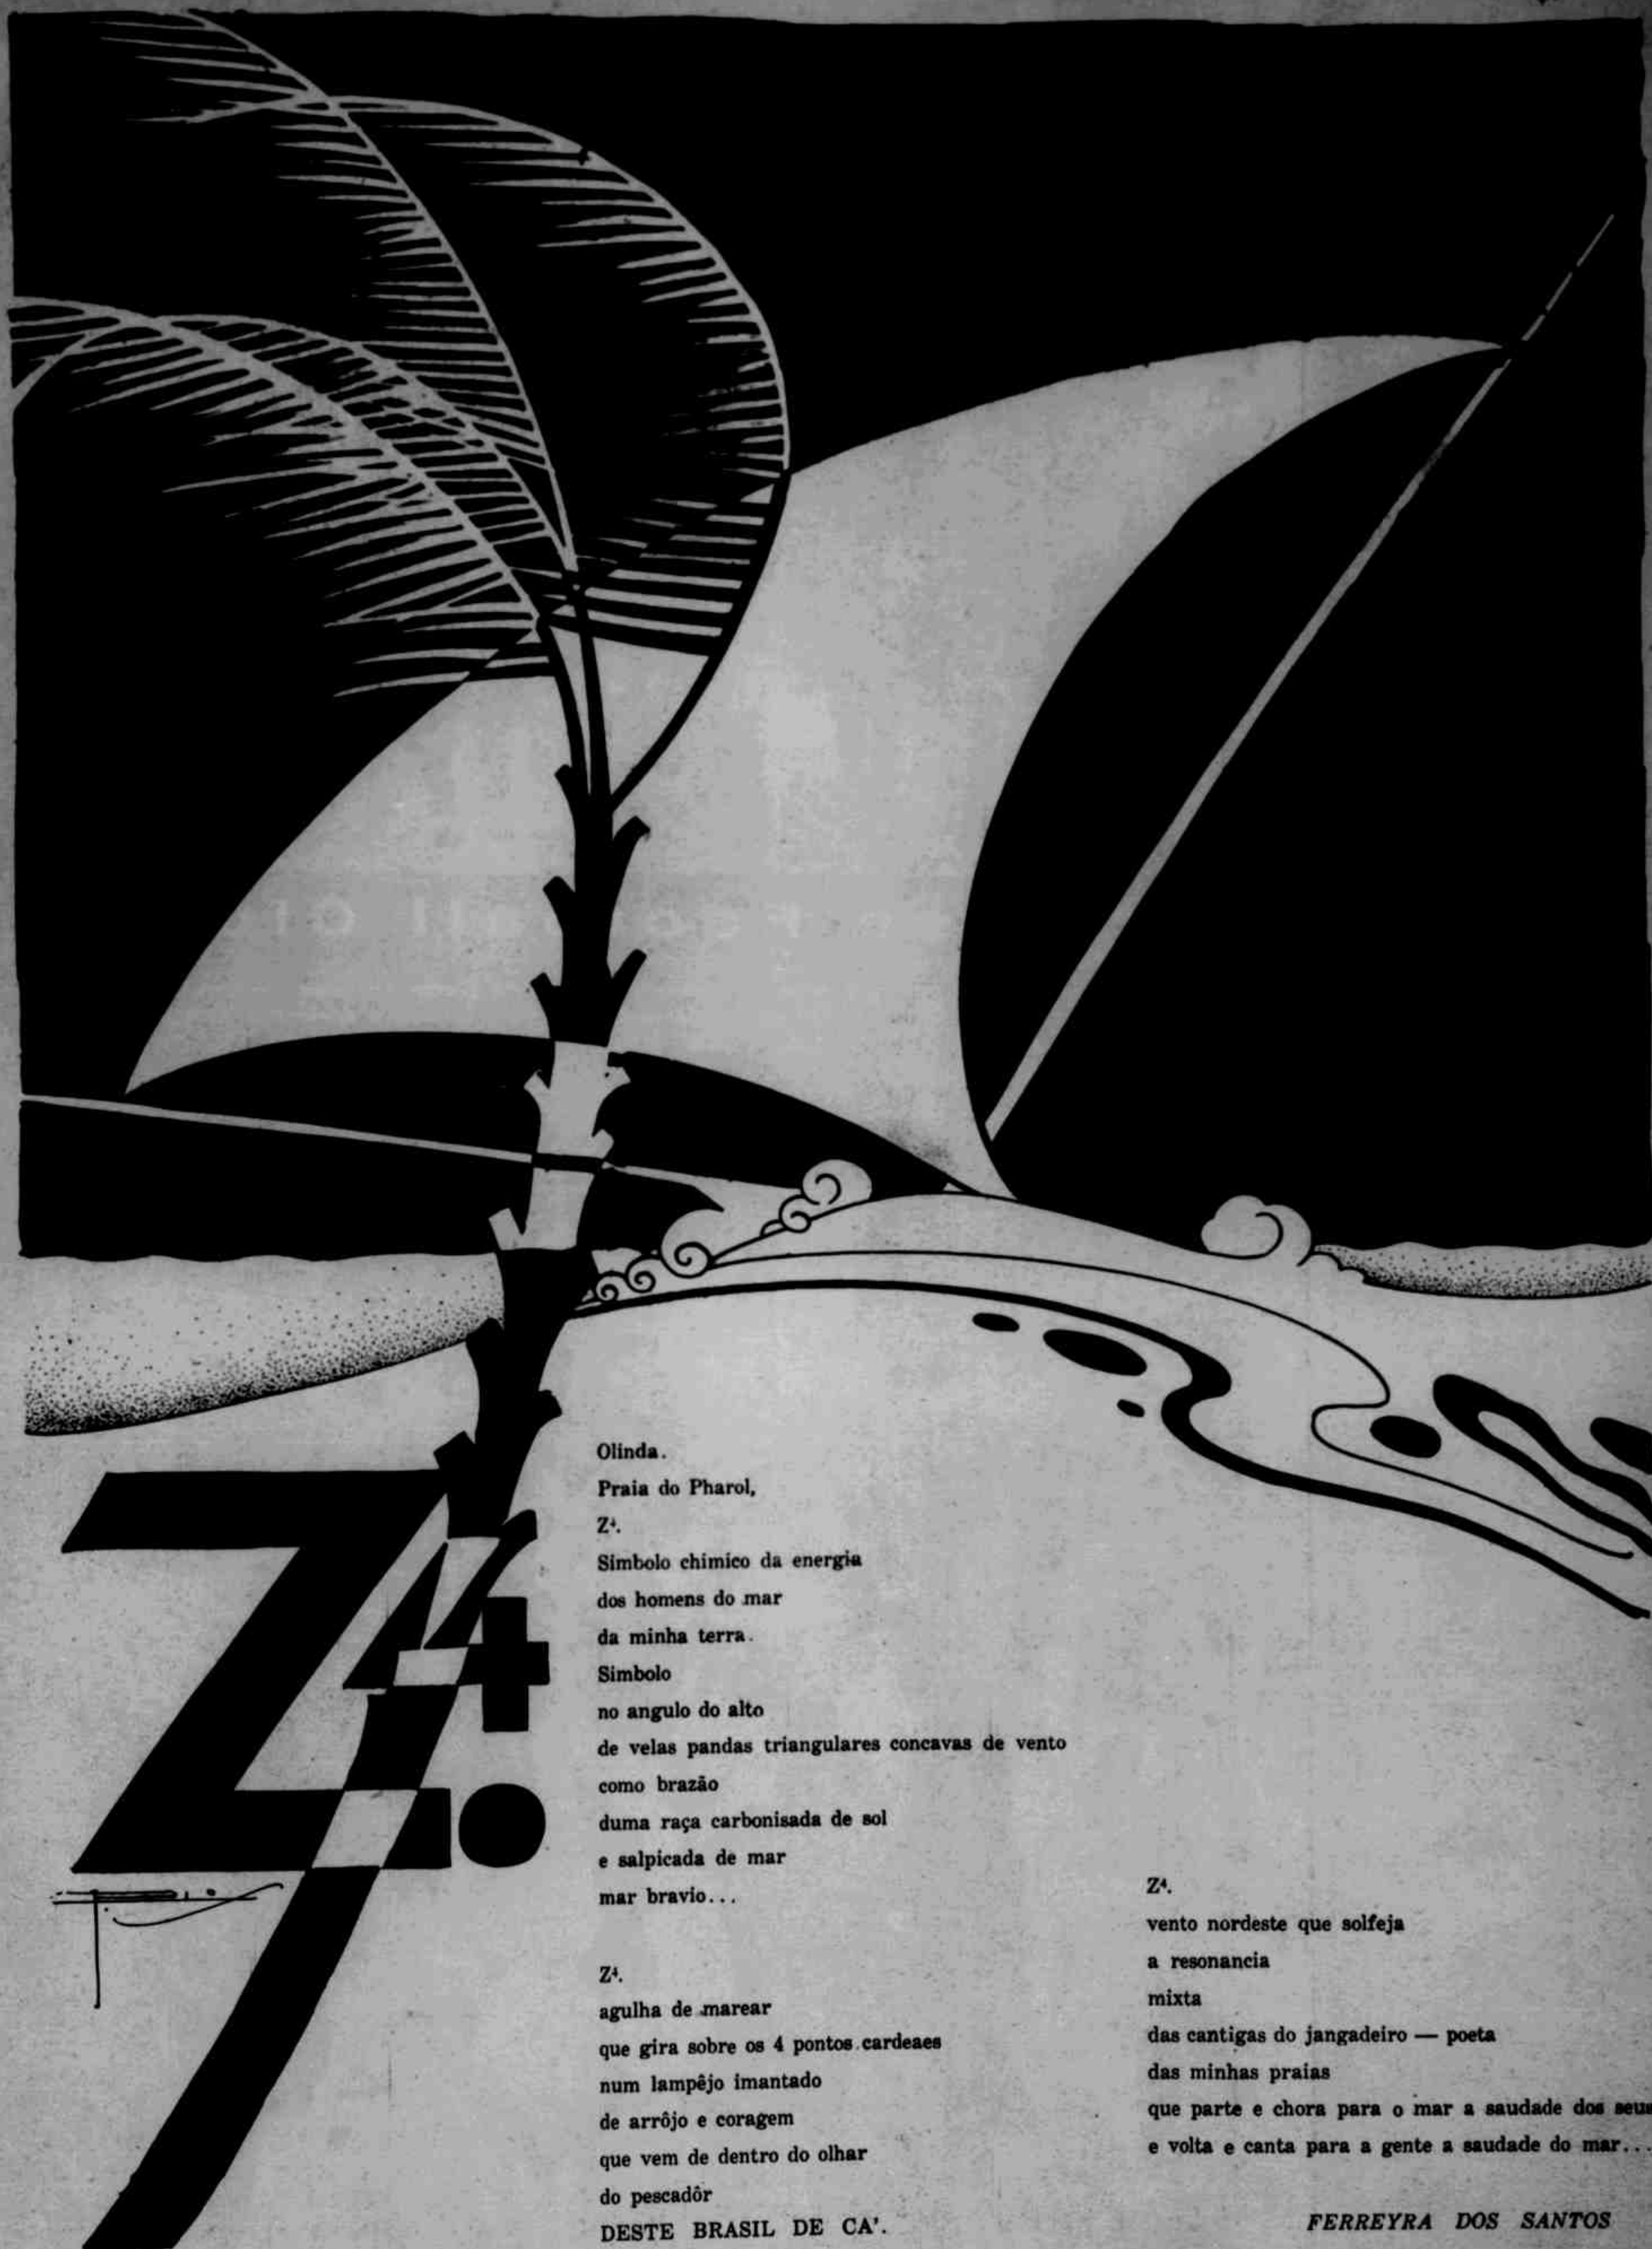 Z4.
Olinda.
Praia do Pharol,
Z⁴.
Simbolo chimico da energia
dos homens do mar
da minha terra.
Simbolo
no angulo do alto
de velas pandas triangulares concavas de vento
como brazão
duma raça carbonisada de sol
e salpicada de mar
mar bravio...
Z⁴.
agulha de marear
que gira sobre os 4 pontos cardeaes
num lampêjo imantado
de arrôjo e coragem
que vem de dentro do olhar
do pescadôr
DESTE BRASIL DE CA'.
Z⁴.
vento nordeste que solfeja
a resonancia
mixta
das cantigas do jangadeiro — poeta
das minhas praias
que parte e chora para o mar a saudade dos seus
e volta e canta para a gente a saudade do mar...
FERREYRA DOS SANTOS